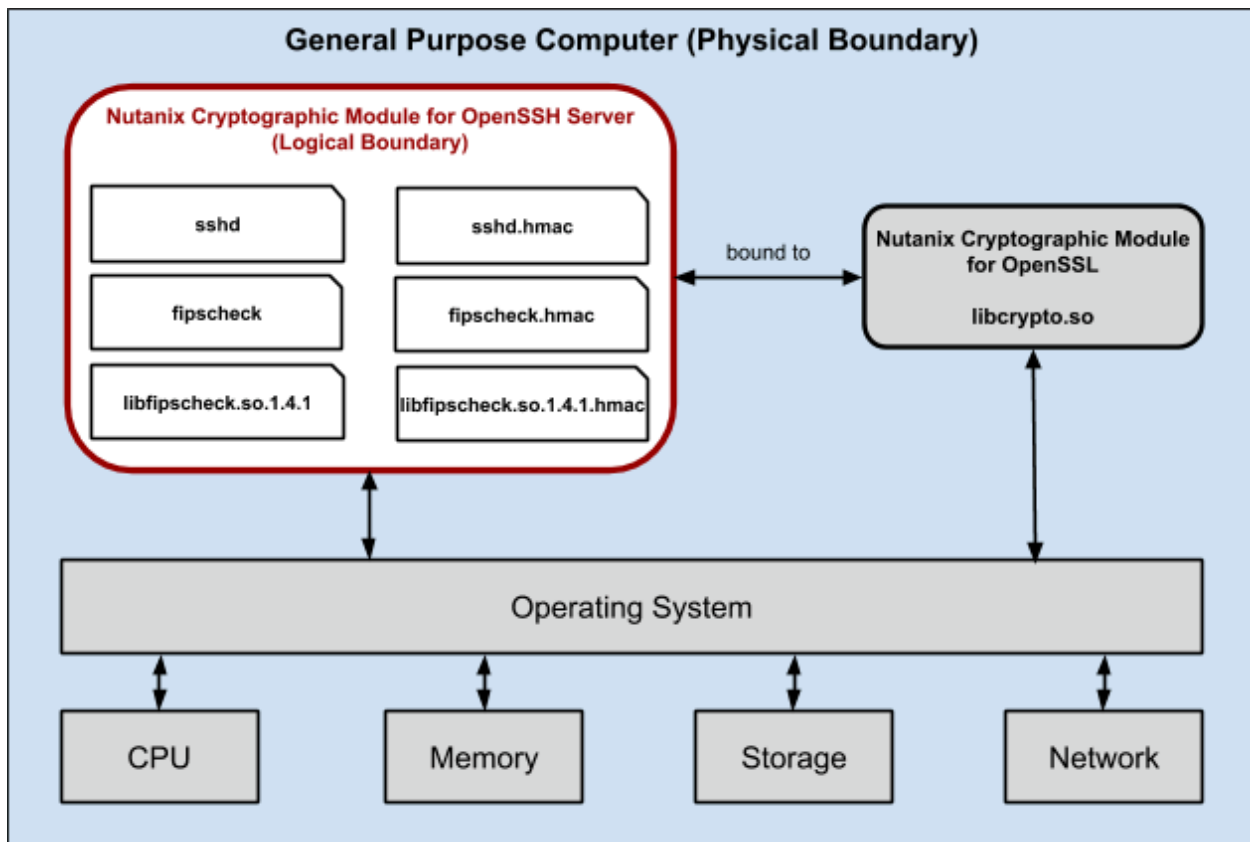 General Purpose Computer (Physical Boundary)
Nutanix Cryptographic Module for OpenSSH Server
(Logical Boundary)
sshd
sshd.hmac
fipscheck
fipscheck.hmac
libfipscheck.so.1.4.1
libfipscheck.so.1.4.1.hmac
bound to
Nutanix Cryptographic Module
for OpenSSL
libcrypto.so
Operating System
CPU
Memory
Storage
Network